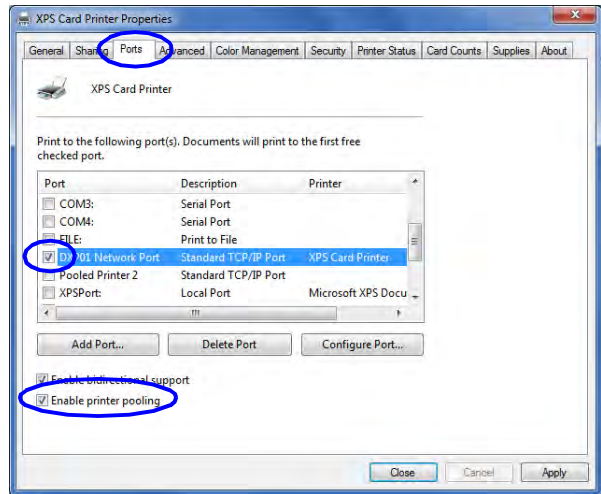 XPS Card Printer Properties
General Sharing Ports Advanced Color Management Security Printer Status Card Counts Supplies About
XPS Card Printer
Print to the following port(s). Documents will print to the first free
checked port.
Port Description Printer
COM3: Serial Port
COM4: Serial Port
FILE: Print to File
Network Port Standard TCP/IP Port XPS Card Printer
Pooled Printer 2 Standard TCP/IP Port
XPSPort: Local Port Microsoft XPS Docu
Add Port... Delete Port Configure Port...
Enable bidirectional support
Enable printer pooling
Close Cancel Apply